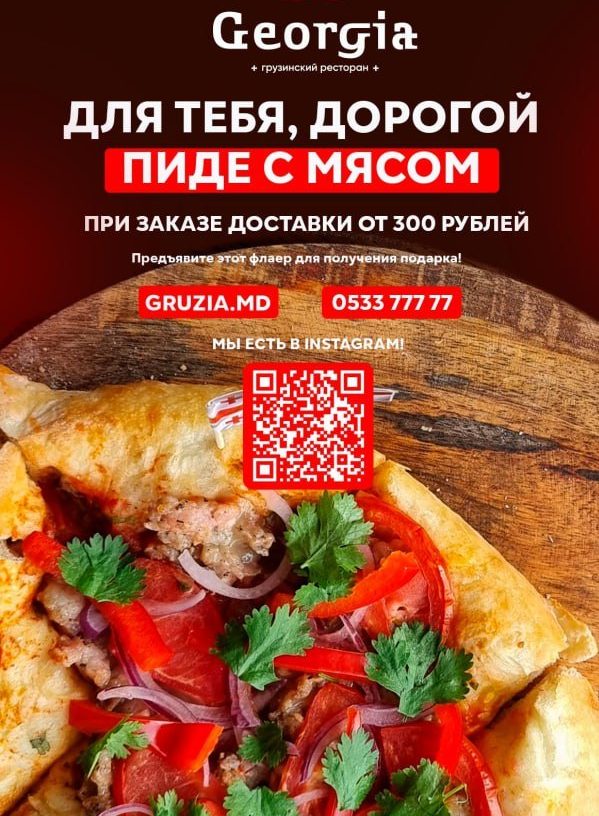 Georgia
+ грузинский ресторан +
ДЛЯ ТЕБЯ, ДОРОГОЙ
ПИДЕ С МЯСОМ
ПРИ ЗАКАЗЕ ДОСТАВКИ ОТ 300 РУБЛЕЙ
Предъявите этот флаер для получения подарка!
GRUZIA.MD 0533 777 77
МЫ ЕСТЬ В INSTAGRAM!